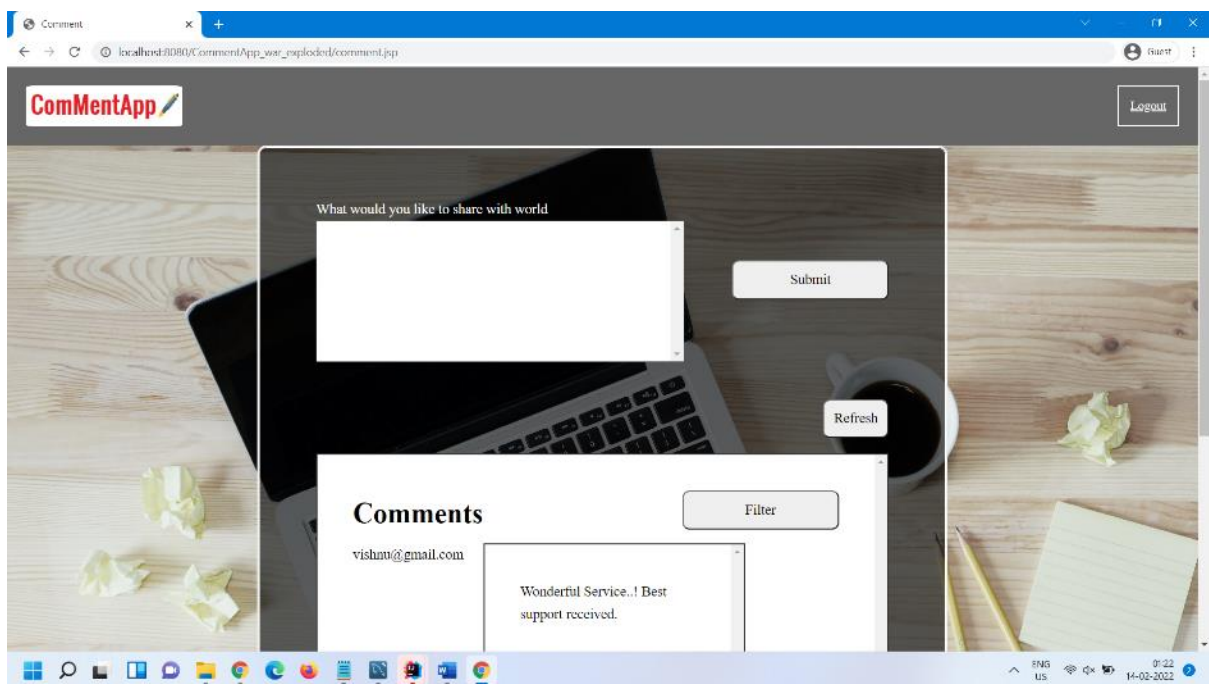 Comment
localhost:8080/CommentApp_war_exploded/comment.jsp
Guest
ComMentApp
Logout
What would you like to share with world
Submit
Refresh
Comments
Filter
vishnu@gmail.com
Wonderful Service..! Best
support received.
ENG
US
01:22
14-02-2022
2